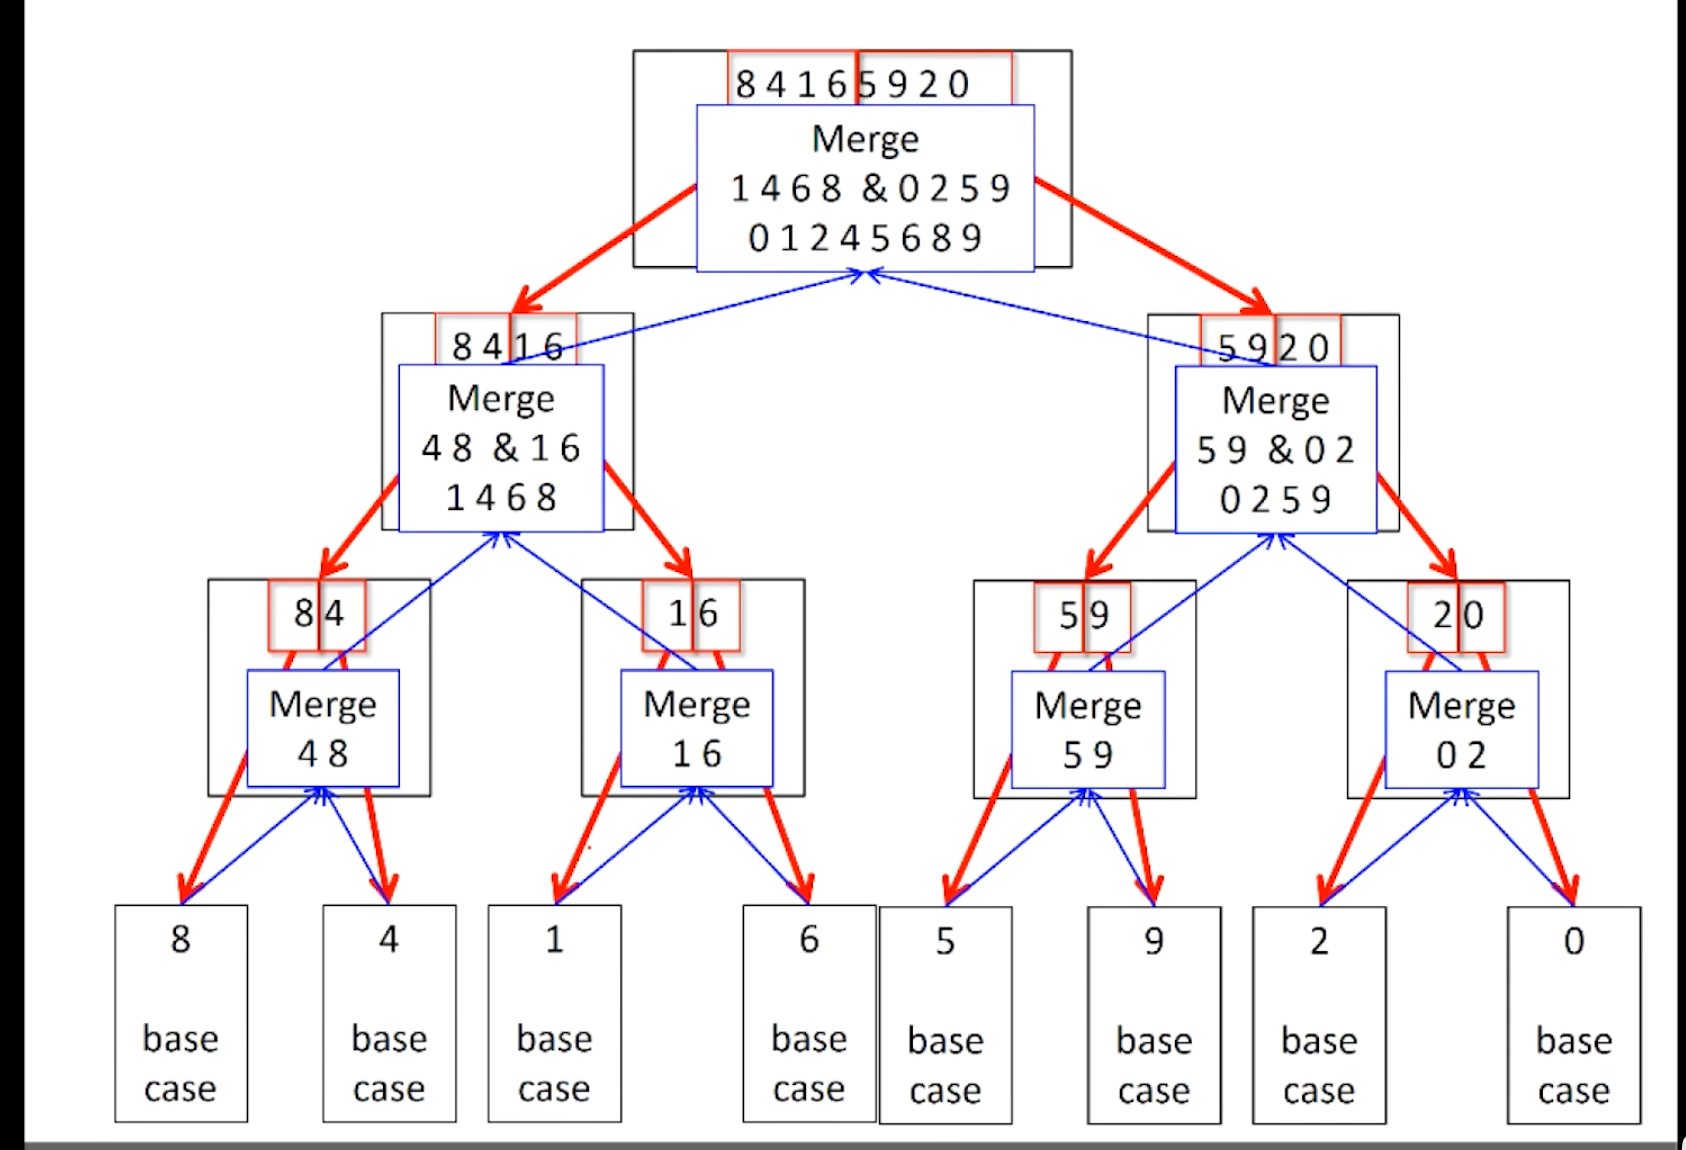 8 4 1 6 5 9 2 0
Merge
1 4 6 8 & 0 2 5 9
0 1 2 4 5 6 8 9
8 4 1 6
Merge
4 8 & 1 6
1 4 6 8
5 9 2 0
Merge
5 9 & 0 2
0 2 5 9
8 4
Merge
4 8
1 6
Merge
1 6
5 9
Merge
5 9
2 0
Merge
0 2
8
base
case
4
base
case
1
base
case
6
base
case
5
base
case
9
base
case
2
base
case
0
base
case